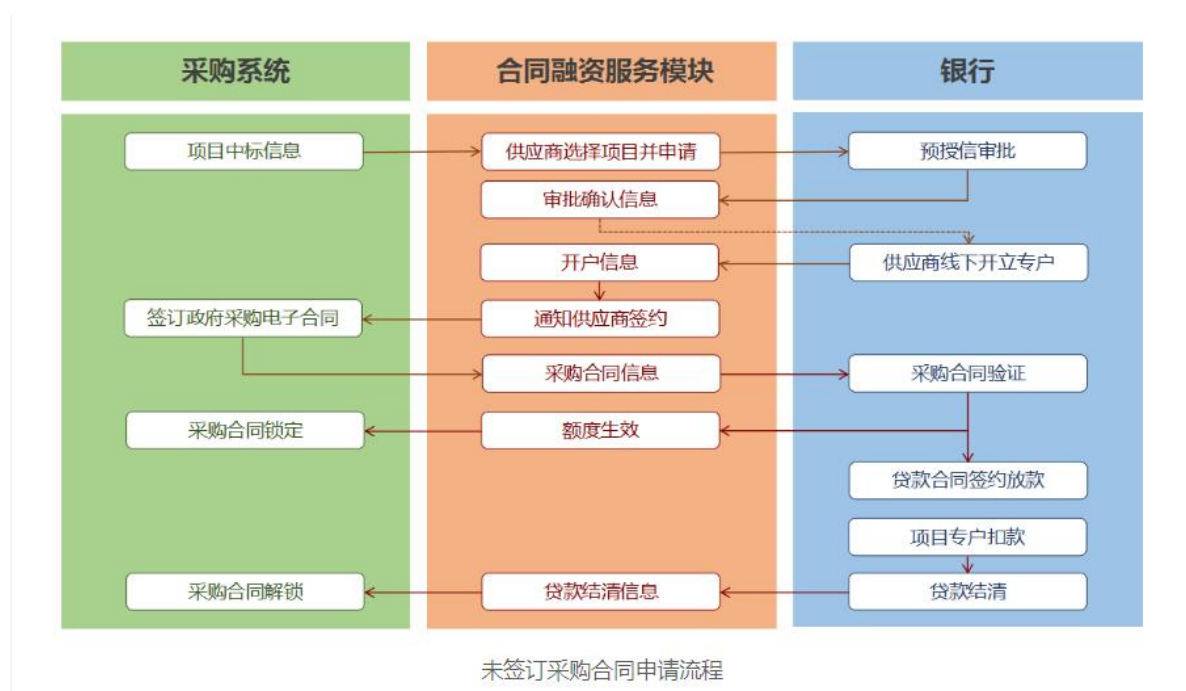 采购系统
合同融资服务模块
银行
项目中标信息
供应商选择项目并申请
预授信审批
审批确认信息
开户信息
供应商线下开立专户
签订政府采购电子合同
通知供应商签约
采购合同信息
采购合同验证
采购合同锁定
额度生效
贷款合同签约放款
项目专户扣款
采购合同解锁
贷款结清信息
贷款结清
未签订采购合同申请流程